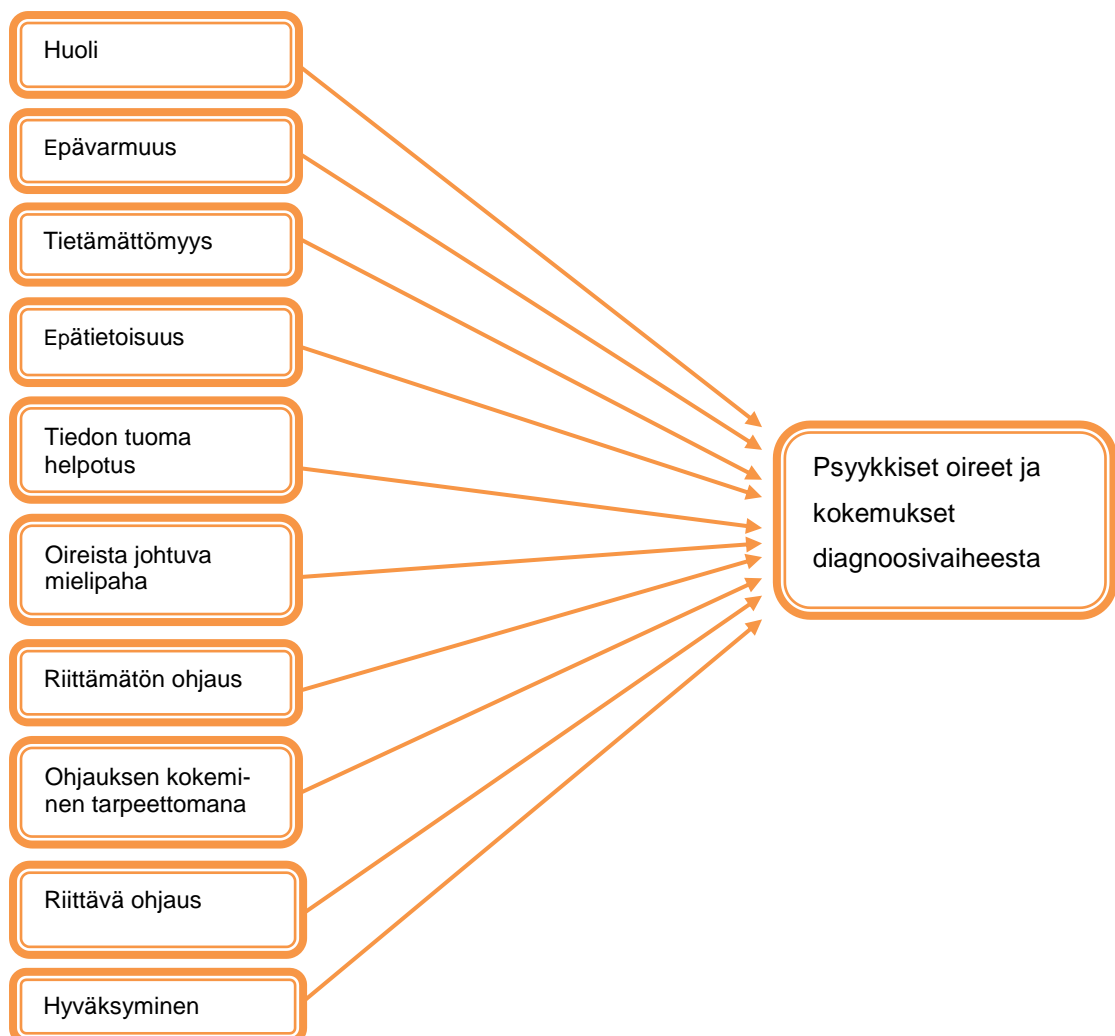 Huoli
Epävarmuus
Tietämättömyys
Epätietoisuus
Tiedon tuoma
helpotus
Oireista johtuva
mielipaha
Riittämätön ohjaus
Ohjauksen kokemi-
nen tarpeettomana
Riittävä ohjaus
Hyväksyminen
Psyykkiset oireet ja
kokemukset
diagnoosivaiheesta